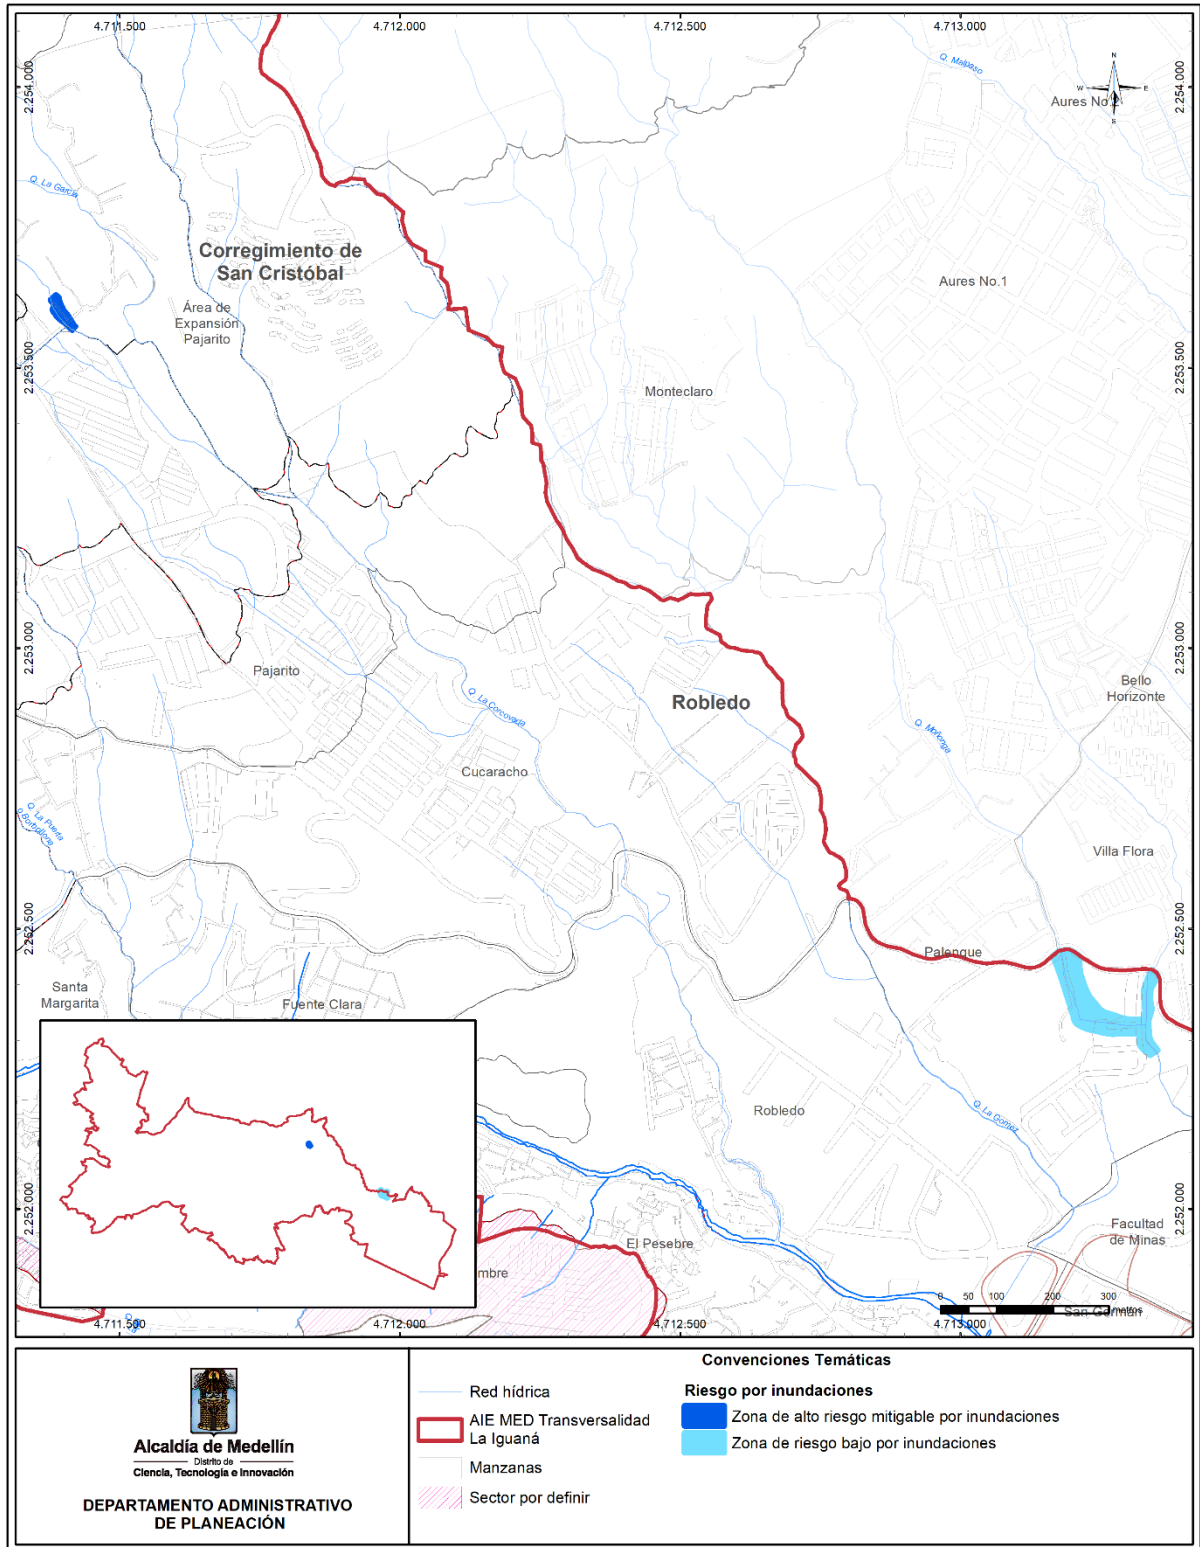 4.711.500
4.712.000
4.712.500
4.713.000
2.254.000
2.254.000
Q. Malpaso
N
W
E
S
Aures No.
Q. La García
Corregimiento de
San Cristóbal
Aures No.1
Área de
Expansión
Pajarito
2.253.500
2.253.500
Monteclaro
2.253.000
2.253.000
Pajarito
Bello
Horizonte
Q. La Corcovada
Robledo
Q. Moñonga
Cucaracho
Q. La Puerta
Villa Flora
2.252.500
2.252.500
Palenque
Santa
Margarita
Fuente Clara
Robledo
Q. La Gomez
2.252.000
2.252.000
Facultad
de Minas
El Pesebre
mbre
0
50
100
200
300
metros
San Germán
4.711.500
4.712.000
4.712.500
4.713.000
Alcaldía de Medellín
Distrito de
Ciencia, Tecnología e Innovación
DEPARTAMENTO ADMINISTRATIVO
DE PLANEACIÓN
Convenciones Temáticas
Red hídrica
AIE MED Transversalidad
La Iguaná
Manzanas
Sector por definir
Riesgo por inundaciones
Zona de alto riesgo mitigable por inundaciones
Zona de riesgo bajo por inundaciones